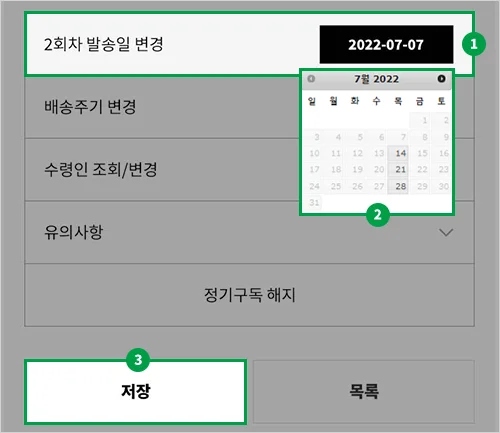 2회차 발송일 변경
2022-07-07
1
7월 2022
일 월 화 수 목 금 토
1 2
3 4 5 6 7 8 9
10 11 12 13 14 15 16
17 18 19 20 21 22 23
24 25 26 27 28 29 30
31
2
배송주기 변경
수령인 조회/변경
유의사항
정기구독 해지
3
저장
목록